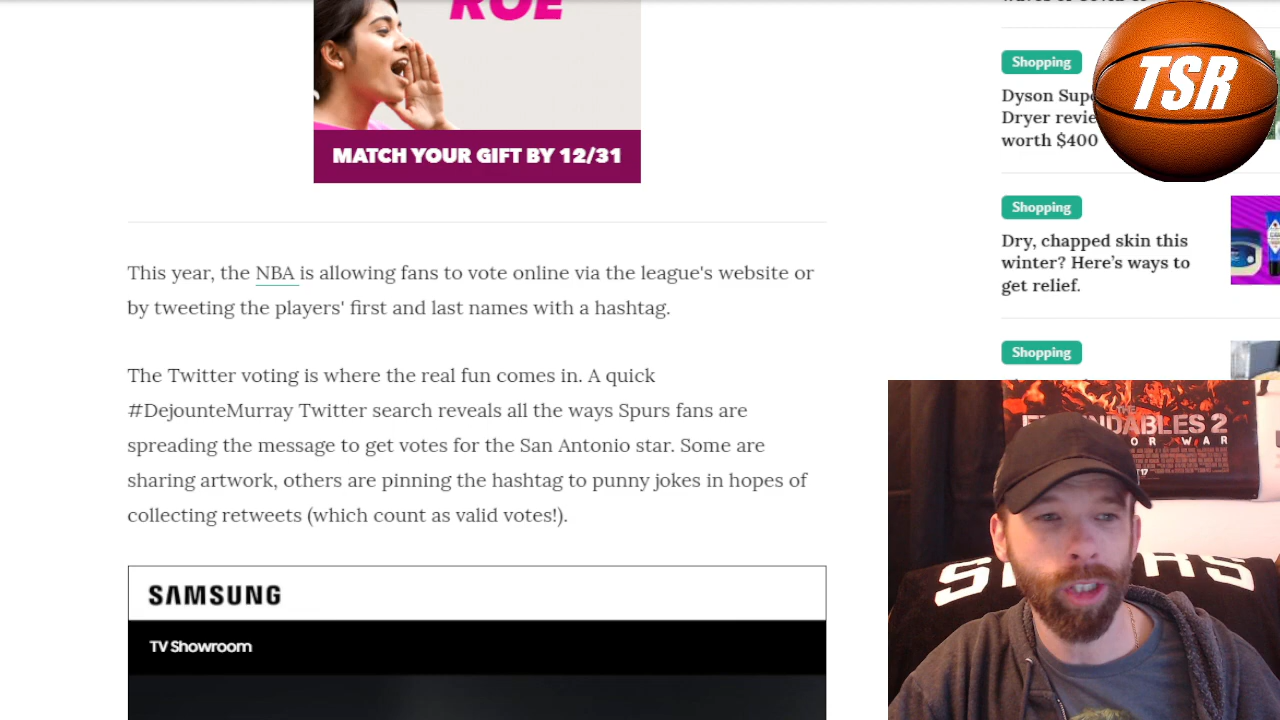 ROE
MATCH YOUR GIFT BY 12/31
This year, the NBA is allowing fans to vote online via the league's website or
by tweeting the players' first and last names with a hashtag.
The Twitter voting is where the real fun comes in. A quick
#DejounteMurray Twitter search reveals all the ways Spurs fans are
spreading the message to get votes for the San Antonio star. Some are
sharing artwork, others are pinning the hashtag to punny jokes in hopes of
collecting retweets (which count as valid votes!).
SAMSUNG
TV Showroom
Shopping
Dyson
Dryer
worth $400
TSR
Shopping
Dry, chapped skin this
winter? Here's ways to
get relief.
Shopping
THE
DABLES 2
WAR